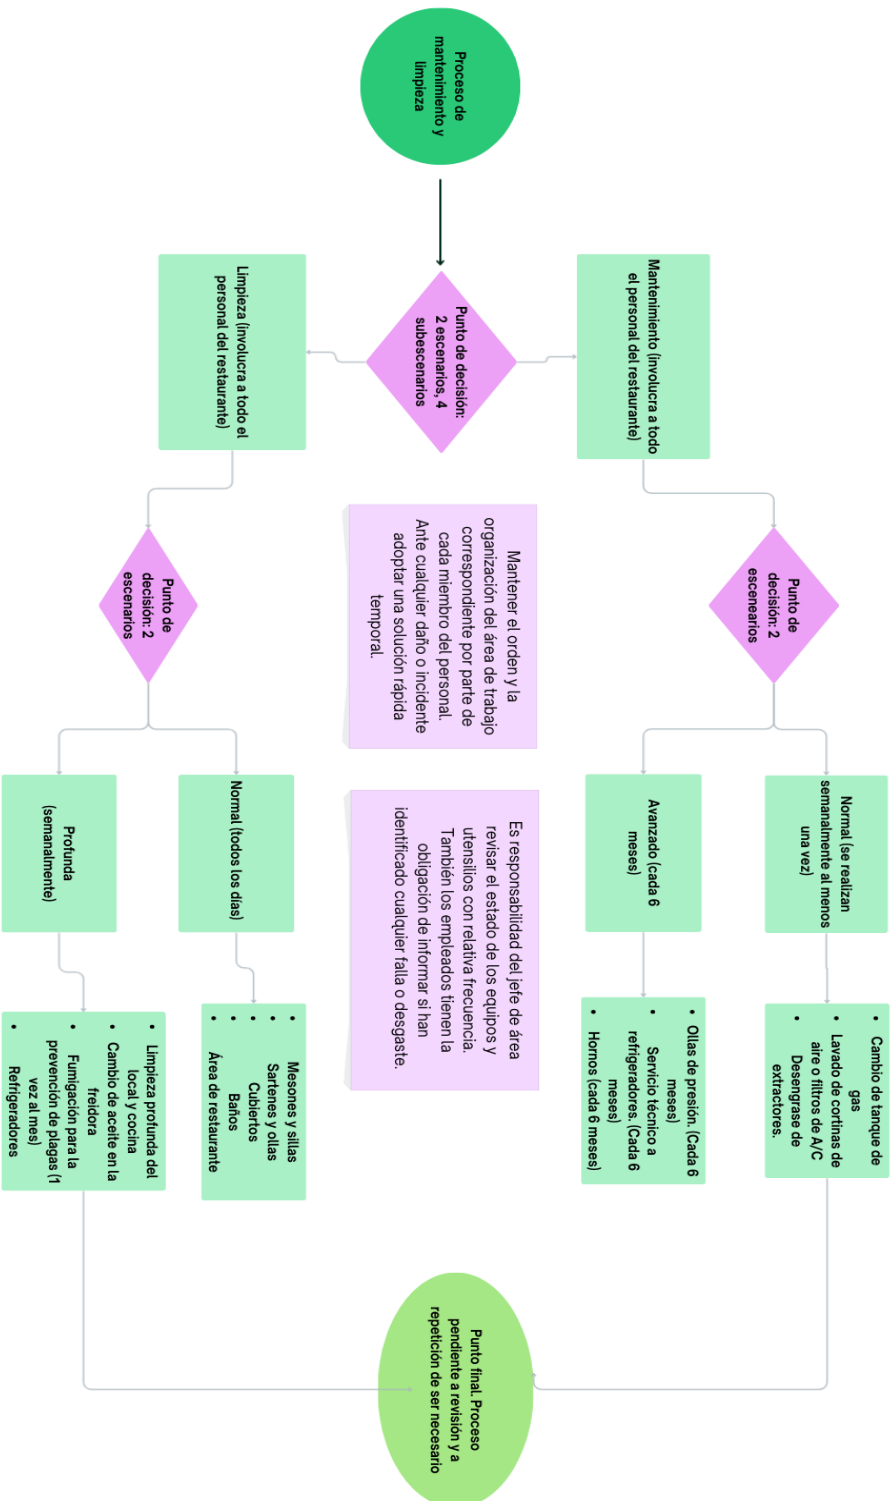 Proceso de
mantenimiento y
limpieza
Punto de decisión:
2 escenarios, 4
subescenarios
Mantenimiento (involucra a todo
el personal del restaurante)
Limpieza (involucra a todo el
personal del restaurante)
Punto de
decisión: 2
escenearios
Normal (se realizan
semanalmente al menos
una vez)
Cambio de tanque de
gas
Lavado de cortinas de
aire o filtros de A/C
Desengrase de
extractores.
Avanzado (cada 6
meses)
Ollas de presión. (Cada 6
meses)
Servicio técnico a
refrigeradores. (Cada 6
meses)
Hornos (cada 6 meses)
Mantener el orden y la
organización del área de trabajo
correspondiente por parte de
cada miembro del personal.
Ante cualquier daño o incidente
adoptar una solución rápida
temporal.
Es responsabilidad del jefe de área
revisar el estado de los equipos y
utensilios con relativa frecuencia.
También los empleados tienen la
obligación de informar si han
identificado cualquier falla o desgaste.
Punto de
decisión: 2
escenarios
Normal (todos los días)
Mesones y sillas
Sartenes y ollas
Cubiertos
Baños
Área de restaurante
Profunda
(semanalmente)
Limpieza profunda del
local y cocina
Cambio de aceite en la
freidora
Fumigación para la
prevención de plagas (1
vez al mes)
Refrigeradores
Punto final. Proceso
pendiente a revisión y a
repetición de ser necesario